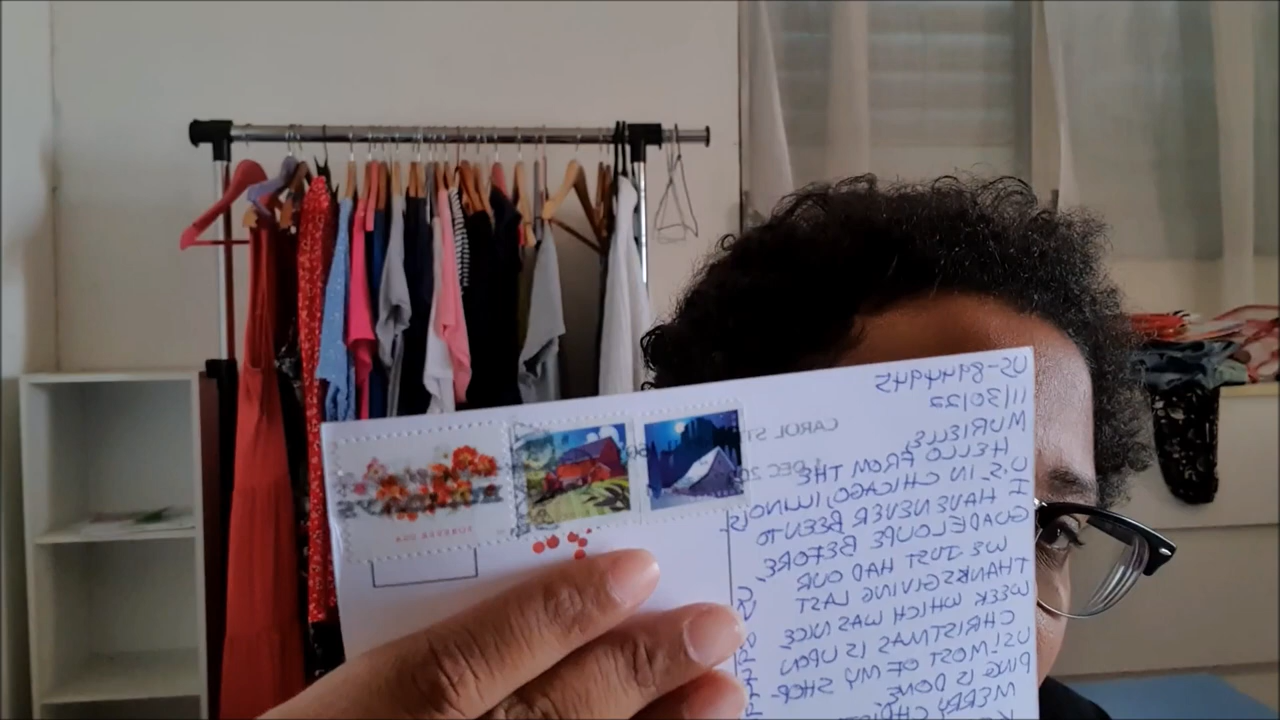 US-8944945
11/30/22
MURIELLE,
HELLO FROM THE
U.S. IN CHICAGO, ILLINOIS
I HAVE NEVER BEEN TO
GUADELOUPE BEFORE.
WE JUST HAD OUR
THANKSGIVING LAST
WEEK WHICH WAS NICE
CHRISTMAS IS UPON
US! MOST OF MY SHOP-
PING IS DONE.
MERRY
CAROL ST
DEC 20
FOREVER USA